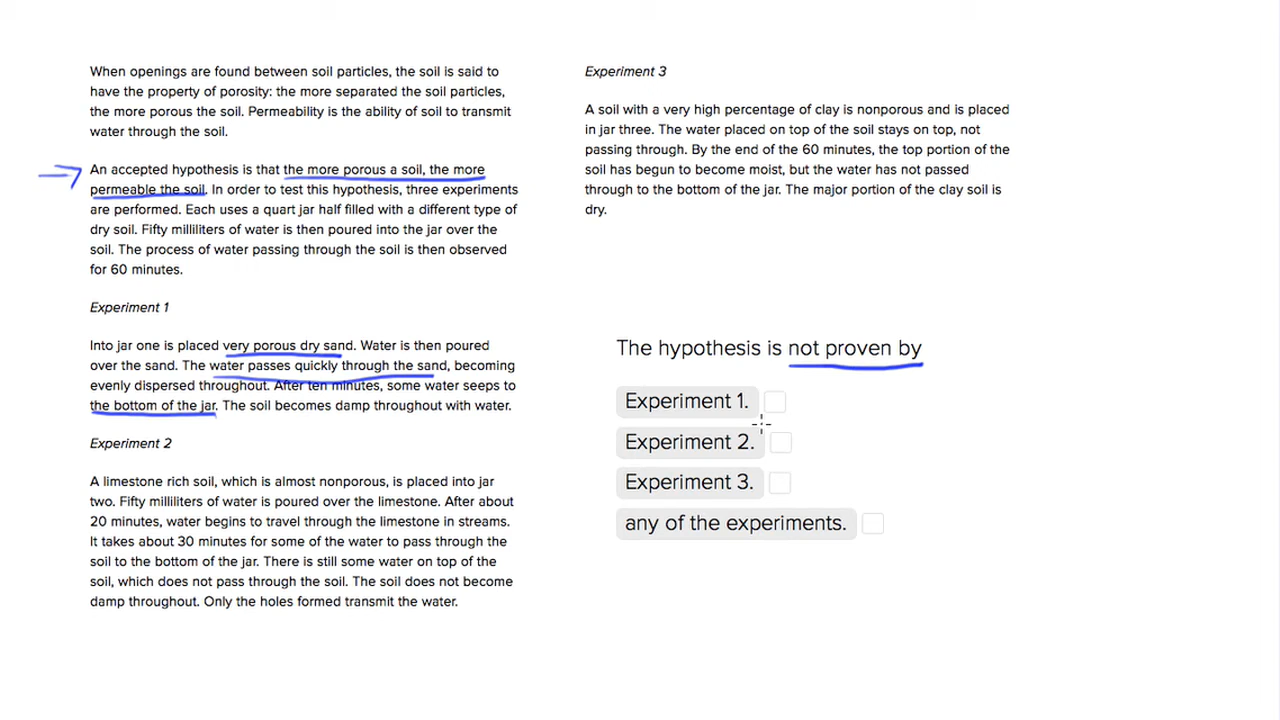 When openings are found between soil particles, the soil is said to
have the property of porosity: the more separated the soil particles,
the more porous the soil. Permeability is the ability of soil to transmit
water through the soil.
An accepted hypothesis is that the more porous a soil, the more
permeable the soil. In order to test this hypothesis, three experiments
are performed. Each uses a quart jar half filled with a different type of
dry soil. Fifty milliliters of water is then poured into the jar over the
soil. The process of water passing through the soil is then observed
for 60 minutes.
Experiment 1
Into jar one is placed very porous dry sand. Water is then poured
over the sand. The water passes quickly through the sand, becoming
evenly dispersed throughout. After ten minutes, some water seeps to
the bottom of the jar. The soil becomes damp throughout with water.
Experiment 2
A limestone rich soil, which is almost nonporous, is placed into jar
two. Fifty milliliters of water is poured over the limestone. After about
20 minutes, water begins to travel through the limestone in streams.
It takes about 30 minutes for some of the water to pass through the
soil to the bottom of the jar. There is still some water on top of the
soil, which does not pass through the soil. The soil does not become
damp throughout. Only the holes formed transmit the water.
Experiment 3
A soil with a very high percentage of clay is nonporous and is placed
in jar three. The water placed on top of the soil stays on top, not
passing through. By the end of the 60 minutes, the top portion of the
soil has begun to become moist, but the water has not passed
through to the bottom of the jar. The major portion of the clay soil is
dry.
The hypothesis is not proven by
Experiment 1.
Experiment 2.
Experiment 3.
any of the experiments.